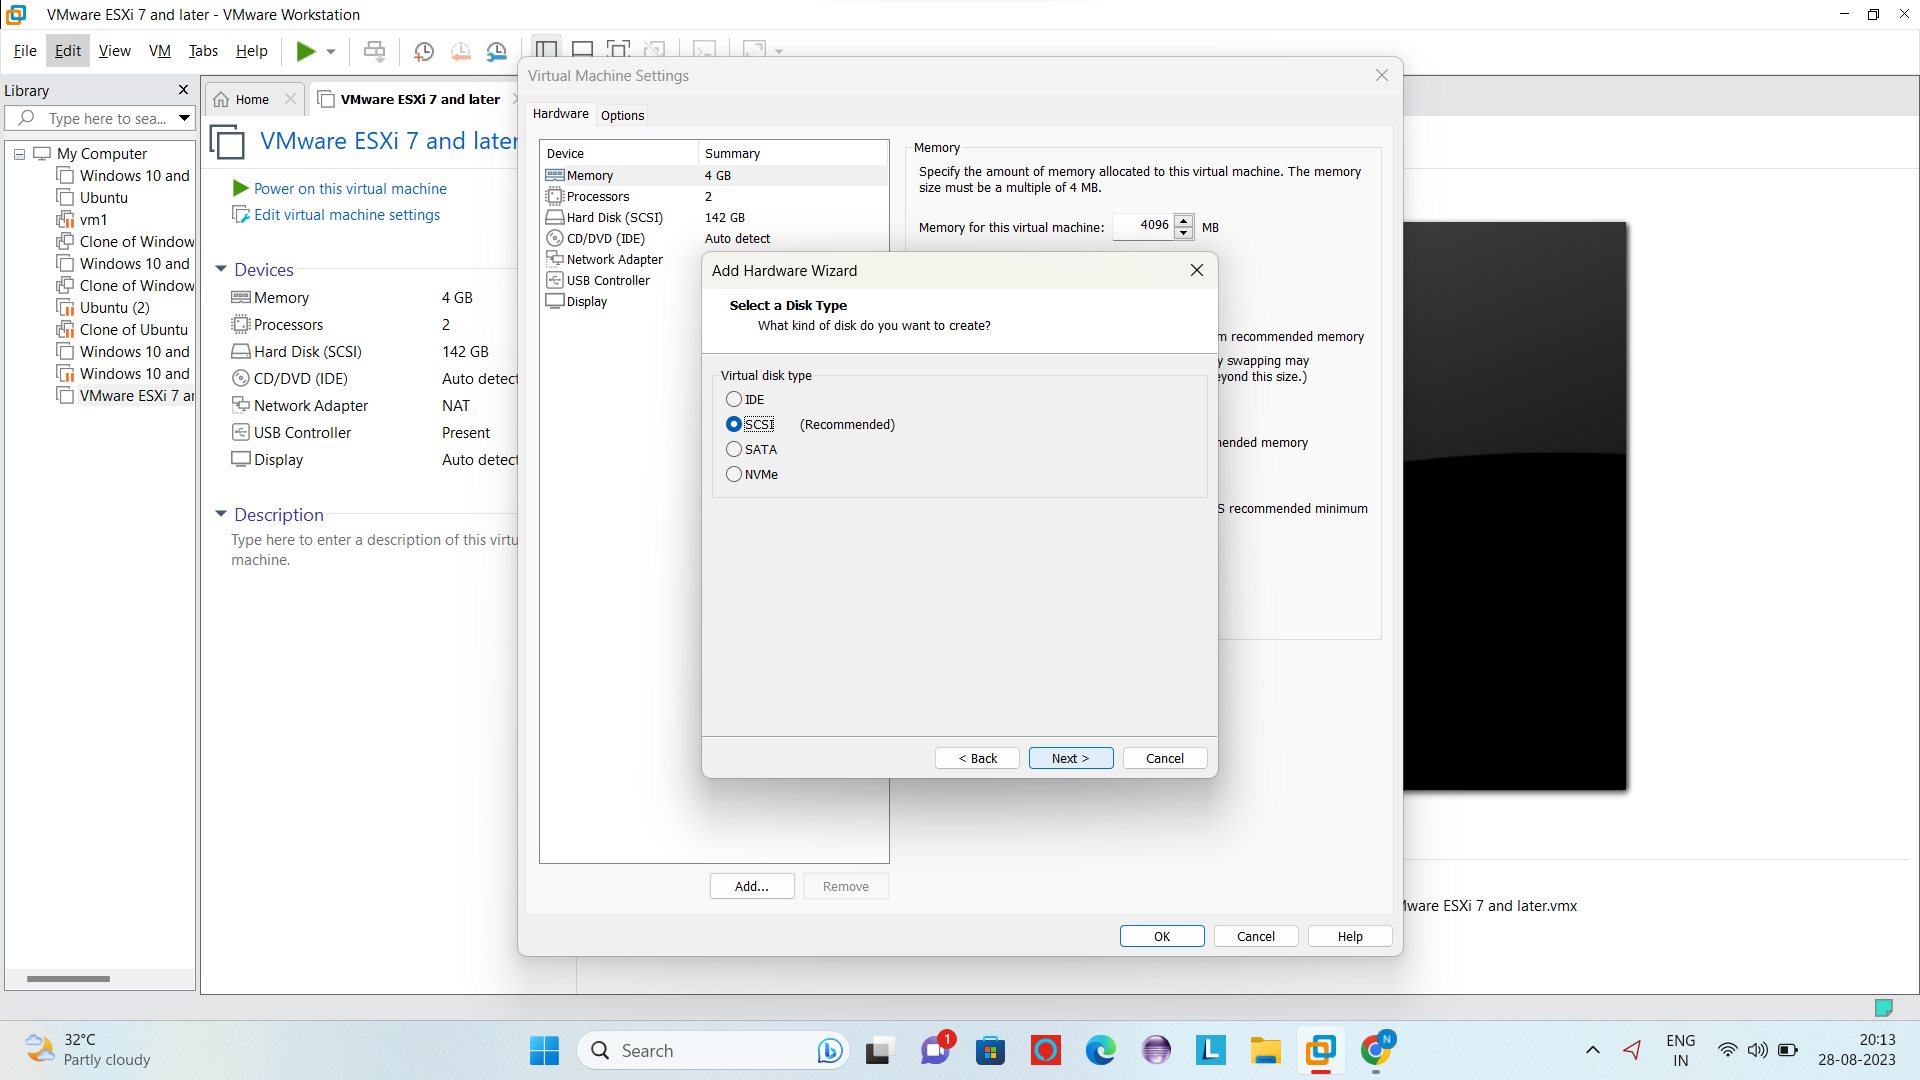 VMware ESXi 7 and later - VMware Workstation
File Edit View VM Tabs Help
Library
Type here to sea...
My Computer
Windows 10 and
Ubuntu
vm1
Clone of Window
Windows 10 and
Clone of Window
Ubuntu (2)
Clone of Ubuntu
Windows 10 and
Windows 10 and
VMware ESXi 7 ar
Home
VMware ESXi 7 and later
VMware ESXi 7 and later
Power on this virtual machine
Edit virtual machine settings
Devices
Memory 4 GB
Processors 2
Hard Disk (SCSI) 142 GB
CD/DVD (IDE) Auto detect
Network Adapter NAT
USB Controller Present
Display Auto detect
Description
Type here to enter a description of this virtu
machine.
Virtual Machine Settings
Hardware Options
Device Summary
Memory 4 GB
Processors 2
Hard Disk (SCSI) 142 GB
CD/DVD (IDE) Auto detect
Network Adapter
USB Controller
Display
Memory
Specify the amount of memory allocated to this virtual machine. The memory
size must be a multiple of 4 MB.
Memory for this virtual machine: 4096 MB
m recommended memory
y swapping may
eyond this size.)
ended memory
S recommended minimum
Add Hardware Wizard
Select a Disk Type
What kind of disk do you want to create?
Virtual disk type
IDE
SCSI (Recommended)
SATA
NVMe
< Back Next > Cancel
Add... Remove
OK Cancel Help
ware ESXi 7 and later.vmx
32°C
Partly cloudy
Search
1
L
N
ENG
IN
20:13
28-08-2023